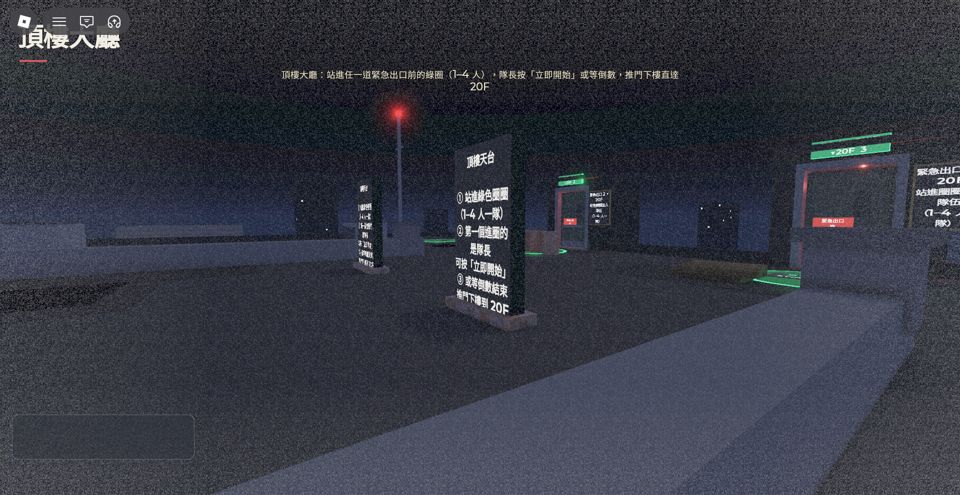 頂樓大廳
頂樓大廳：站進任一道緊急出口前的綠圈（1–4 人），隊長按「立即開始」或等倒數，推門下樓直達
20F
頂樓天台
① 站進綠色圈圈
（1–4 人一隊）
② 第一個進圈的
是隊長
可按「立即開始」
③ 或等倒數結束
推門下樓到 20F
20F 3
緊急出口
緊急出口
20F
站進圈圈
隊伍
（1–4 人
隊）